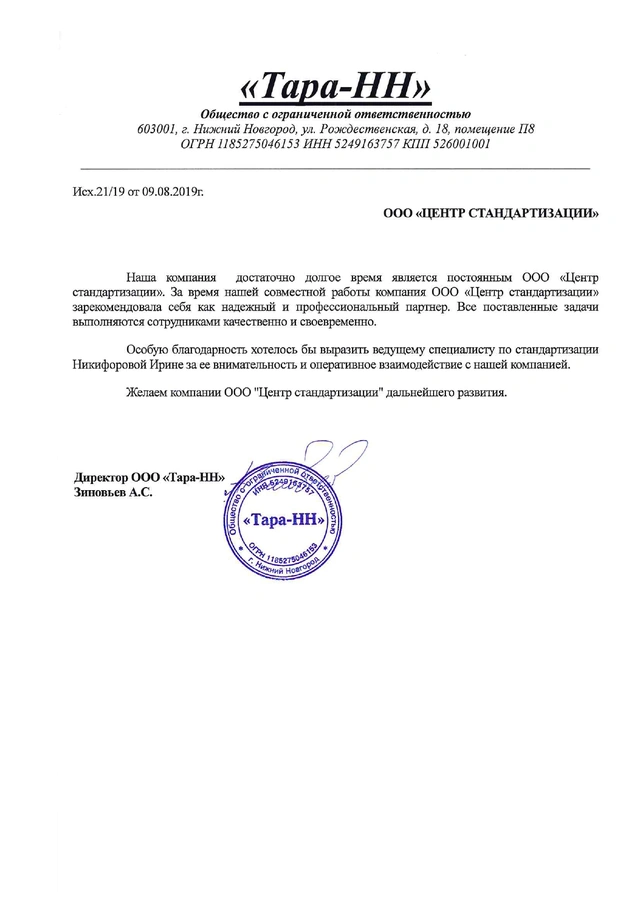 «Тара-НН»
Общество с ограниченной ответственностью
603001, г. Нижний Новгород, ул. Рождественская, д. 18, помещение П8
ОГРН 1185275046153 ИНН 5249163757 КПП 526001001
Исх.21/19 от 09.08.2019г.
ООО «ЦЕНТР СТАНДАРТИЗАЦИИ»
Наша компания достаточно долгое время является постоянным ООО «Центр
стандартизации». За время нашей совместной работы компания ООО «Центр стандартизации»
зарекомендовала себя как надежный и профессиональный партнер. Все поставленные задачи
выполняются сотрудниками качественно и своевременно.
Особую благодарность хотелось бы выразить ведущему специалисту по стандартизации
Никифоровой Ирине за ее внимательность и оперативное взаимодействие с нашей компанией.
Желаем компании ООО "Центр стандартизации" дальнейшего развития.
Директор ООО «Тара-НН»
Зиновьев А.С.
Общество с ограниченной ответственностью
ИНН 5249163757
«Тара-НН»
ОГРН 1185275046153
г. Нижний Новгород